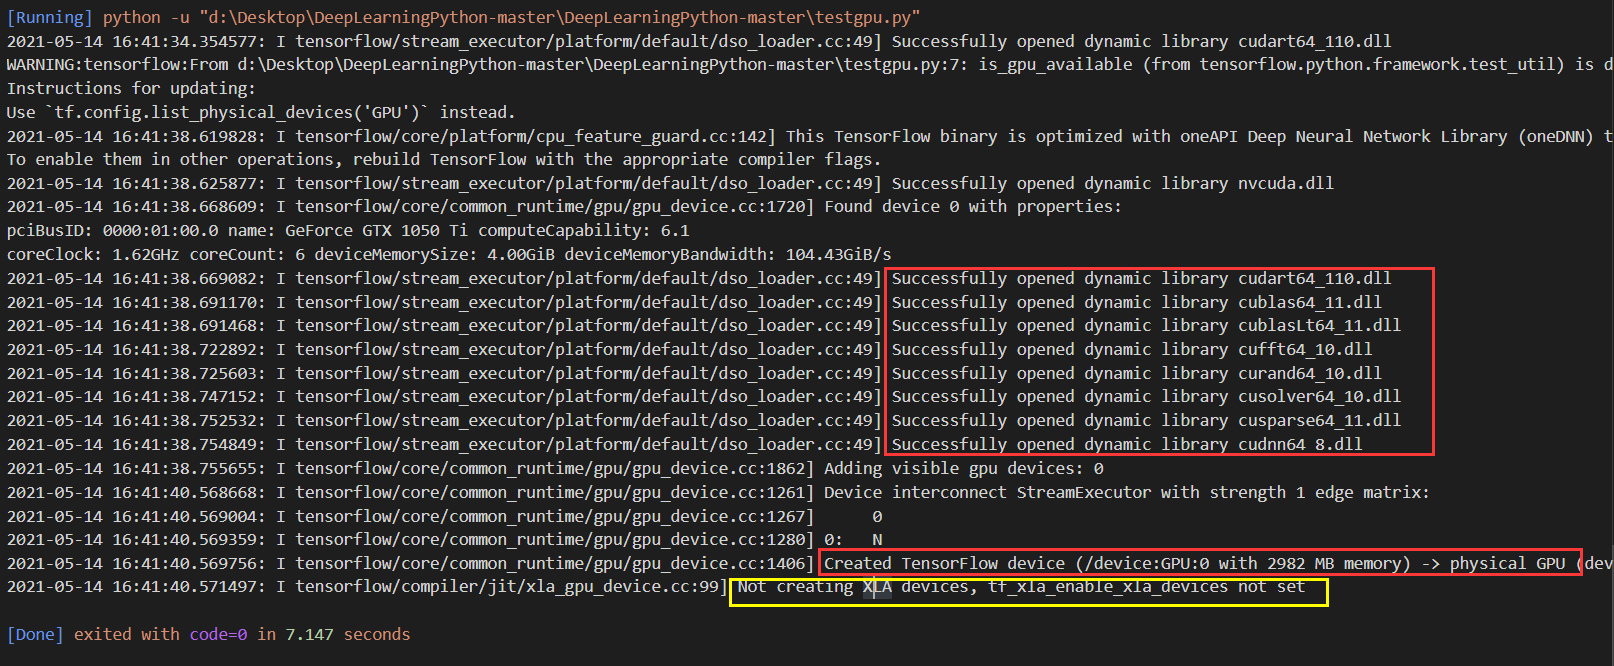 [Running] python -u "d:\Desktop\DeepLearningPython-master\DeepLearningPython-master\testgpu.py"
2021-05-14 16:41:34.354577: I tensorflow/stream_executor/platform/default/dso_loader.cc:49] Successfully opened dynamic library cudart64_110.dll
WARNING:tensorflow:From d:\Desktop\DeepLearningPython-master\DeepLearningPython-master\testgpu.py:7: is_gpu_available (from tensorflow.python.framework.test_util) is d
Instructions for updating:
Use `tf.config.list_physical_devices('GPU')` instead.
2021-05-14 16:41:38.619828: I tensorflow/core/platform/cpu_feature_guard.cc:142] This TensorFlow binary is optimized with oneAPI Deep Neural Network Library (oneDNN) t
To enable them in other operations, rebuild TensorFlow with the appropriate compiler flags.
2021-05-14 16:41:38.625877: I tensorflow/stream_executor/platform/default/dso_loader.cc:49] Successfully opened dynamic library nvcuda.dll
2021-05-14 16:41:38.668609: I tensorflow/core/common_runtime/gpu/gpu_device.cc:1720] Found device 0 with properties:
pciBusID: 0000:01:00.0 name: GeForce GTX 1050 Ti computeCapability: 6.1
coreClock: 1.62GHz coreCount: 6 deviceMemorySize: 4.00GiB deviceMemoryBandwidth: 104.43GiB/s
2021-05-14 16:41:38.669082: I tensorflow/stream_executor/platform/default/dso_loader.cc:49] Successfully opened dynamic library cudart64_110.dll
2021-05-14 16:41:38.691170: I tensorflow/stream_executor/platform/default/dso_loader.cc:49] Successfully opened dynamic library cublas64_11.dll
2021-05-14 16:41:38.691468: I tensorflow/stream_executor/platform/default/dso_loader.cc:49] Successfully opened dynamic library cublasLt64_11.dll
2021-05-14 16:41:38.722892: I tensorflow/stream_executor/platform/default/dso_loader.cc:49] Successfully opened dynamic library cufft64_10.dll
2021-05-14 16:41:38.725603: I tensorflow/stream_executor/platform/default/dso_loader.cc:49] Successfully opened dynamic library curand64_10.dll
2021-05-14 16:41:38.747152: I tensorflow/stream_executor/platform/default/dso_loader.cc:49] Successfully opened dynamic library cusolver64_10.dll
2021-05-14 16:41:38.752532: I tensorflow/stream_executor/platform/default/dso_loader.cc:49] Successfully opened dynamic library cusparse64_11.dll
2021-05-14 16:41:38.754849: I tensorflow/stream_executor/platform/default/dso_loader.cc:49] Successfully opened dynamic library cudnn64_8.dll
2021-05-14 16:41:38.755655: I tensorflow/core/common_runtime/gpu/gpu_device.cc:1862] Adding visible gpu devices: 0
2021-05-14 16:41:40.568668: I tensorflow/core/common_runtime/gpu/gpu_device.cc:1261] Device interconnect StreamExecutor with strength 1 edge matrix:
2021-05-14 16:41:40.569004: I tensorflow/core/common_runtime/gpu/gpu_device.cc:1267]      0
2021-05-14 16:41:40.569359: I tensorflow/core/common_runtime/gpu/gpu_device.cc:1280] 0:   N
2021-05-14 16:41:40.569756: I tensorflow/core/common_runtime/gpu/gpu_device.cc:1406] Created TensorFlow device (/device:GPU:0 with 2982 MB memory) -> physical GPU (dev
2021-05-14 16:41:40.571497: I tensorflow/compiler/jit/xla_gpu_device.cc:99] Not creating XLA devices, tf_xla_enable_xla_devices not set
[Done] exited with code=0 in 7.147 seconds